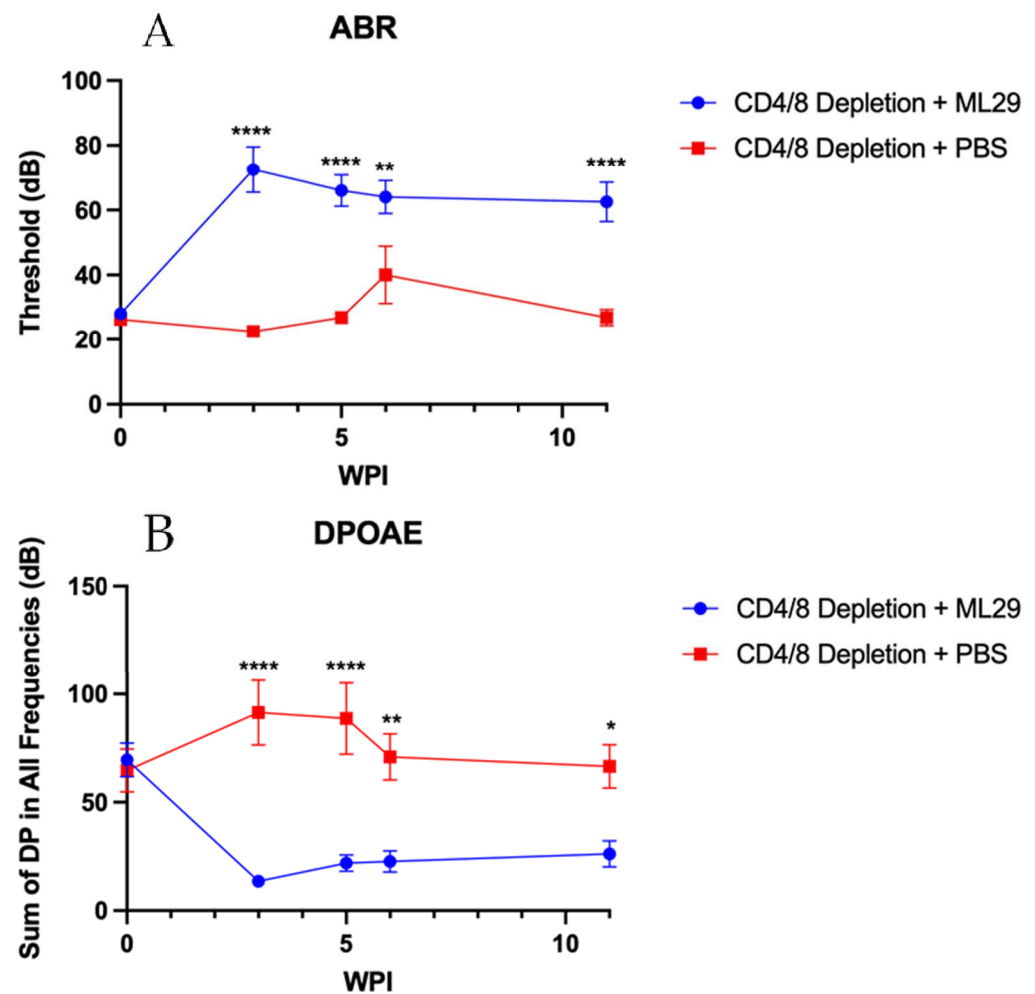 A
ABR
100
80
60
40
20
0
Threshold (dB)
****
****
**
****
0
5
10
WPI
CD4/8 Depletion + ML29
CD4/8 Depletion + PBS
B
DPOAE
150
100
50
0
Sum of DP in All Frequencies (dB)
****
****
**
*
0
5
10
WPI
CD4/8 Depletion + ML29
CD4/8 Depletion + PBS